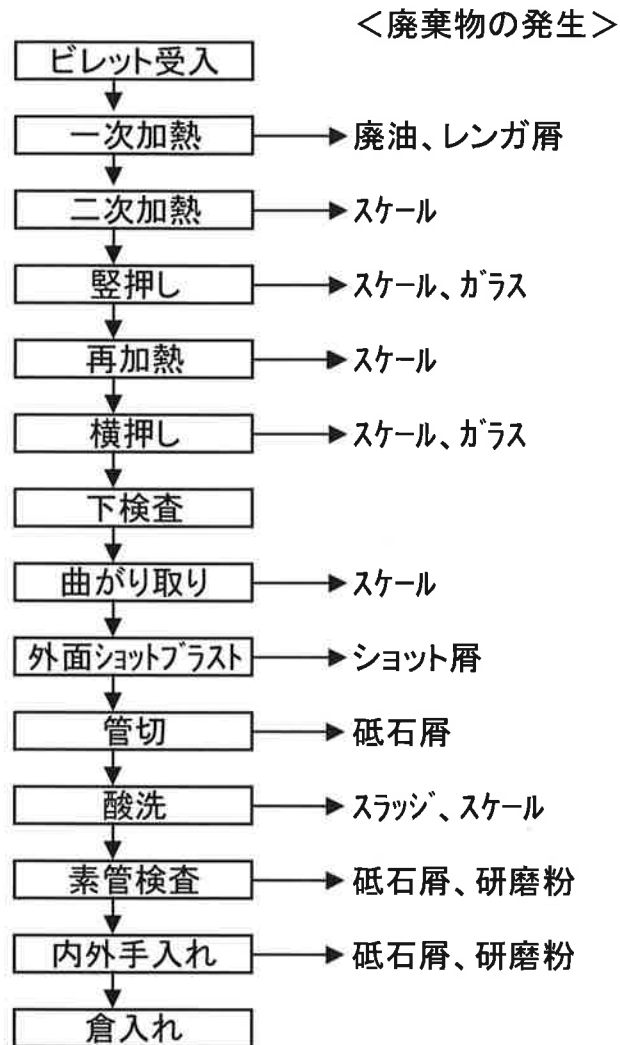 ＜廃棄物の発生＞
ビレット受入
一次加熱 廃油、レンガ屑
二次加熱 ｽｹｰﾙ
竪押し ｽｹｰﾙ、ｶﾞﾗｽ
再加熱 ｽｹｰﾙ
横押し ｽｹｰﾙ、ｶﾞﾗｽ
下検査
曲がり取り ｽｹｰﾙ
外面ｼｮｯﾄﾌﾞﾗｽﾄ ショット屑
管切 砥石屑
酸洗 ｽﾗｯｼﾞ、ｽｹｰﾙ
素管検査 砥石屑、研磨粉
内外手入れ 砥石屑、研磨粉
倉入れ